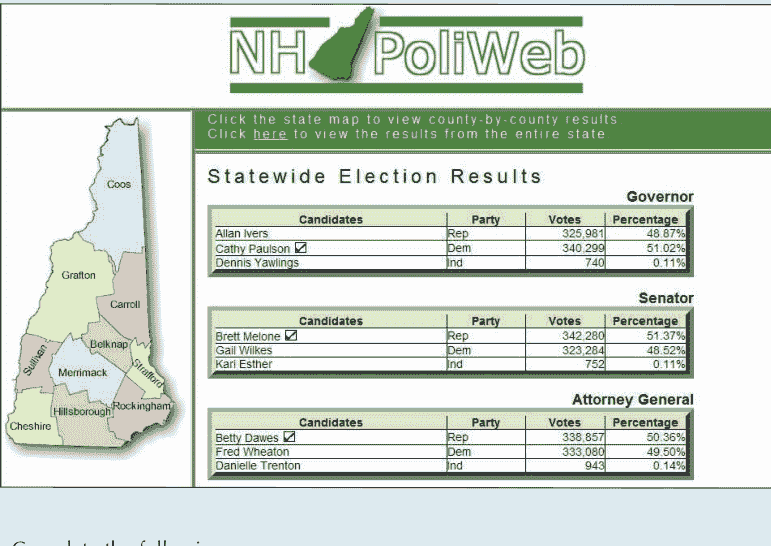 NH PoliWeb
Click the state map to view county-by-county results
Click here to view the results from the entire state
Statewide Election Results
Governor
Candidates Party Votes Percentage
Allan Ivers Rep 325,981 48.87%
Cathy Paulson Dem 340,299 51.02%
Dennis Yawlings Ind 740 0.11%
Senator
Candidates Party Votes Percentage
Brett Melone Rep 342,280 51.37%
Gail Wilkes Dem 323,284 48.52%
Kari Esther Ind 752 0.11%
Attorney General
Candidates Party Votes Percentage
Betty Dawes Rep 338,857 50.36%
Fred Wheaton Dem 333,080 49.50%
Danielle Trenton Ind 943 0.14%
Coos
Grafton
Carroll
Belknap
Sullivan
Merrimack
Strafford
Hillsborough
Rockingham
Cheshire